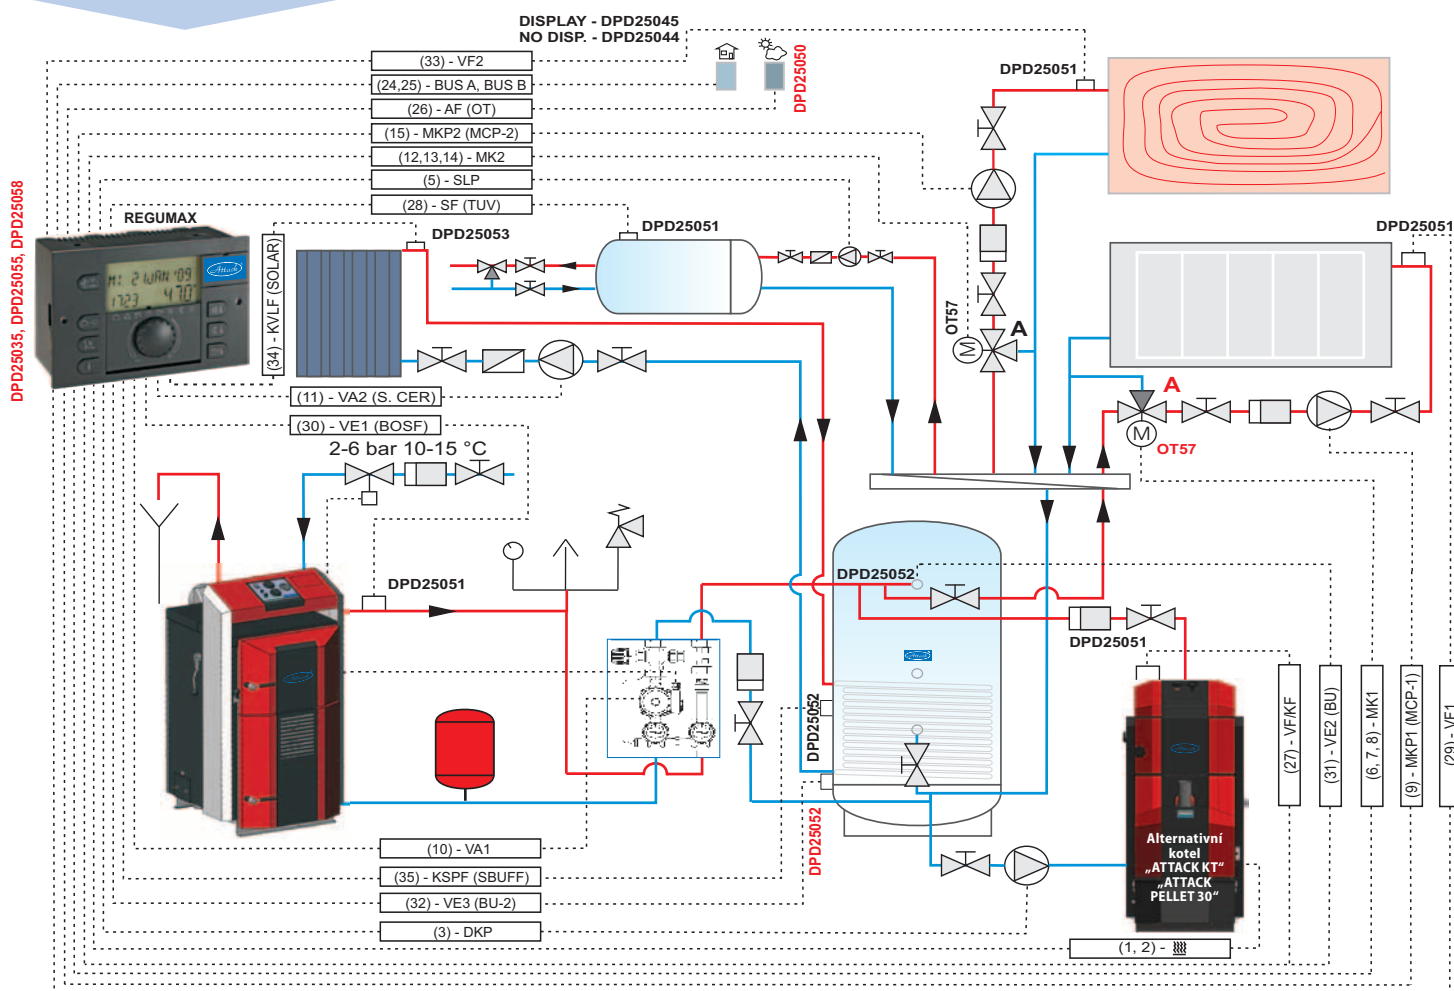 DISPLAY - DPD25045
NO DISP. - DPD25044
(33) - VF2
(24,25) - BUS A, BUS B
(26) - AF (OT)
(15) - MKP2 (MCP-2)
(12,13,14) - MK2
(5) - SLP
(28) - SF (TUV)
DPD25050
DPD25051
DPD25035, DPD25055, DPD25058
REGUMAX
Attack
(34) - KVLF (SOLAR)
DPD25053
DPD25051
OT57
M
A
DPD25051
A
M
OT57
(11) - VA2 (S. CER)
(30) - VE1 (BOSF)
2-6 bar 10-15 °C
DPD25051
DPD25052
DPD25051
DPD25052
DPD25052
(27) - VF/KF
(31) - VE2 (BU)
(6, 7, 8) - MK1
(9) - MKP1 (MCP-1)
(29) - VF1
Alternativní
kotel
„ATTACK KT“
„ATTACK
PELLET 30“
(10) - VA1
(35) - KSPF (SBUFF)
(32) - VE3 (BU-2)
(3) - DKP
(1, 2) -